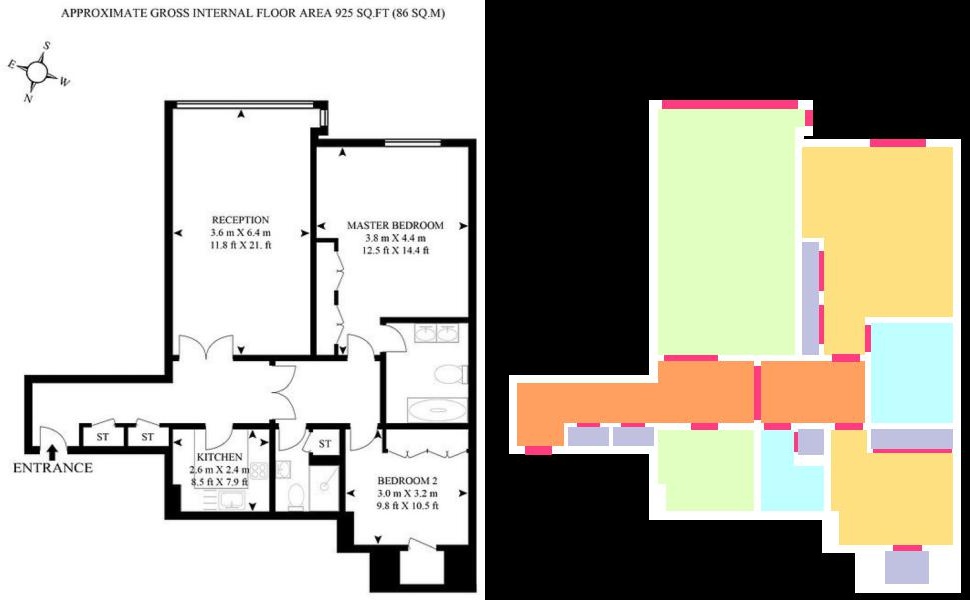 APPROXIMATE GROSS INTERNAL FLOOR AREA 925 SQ.FT (86 SQ.M)
S
E
W
N
RECEPTION
3.6 m X 6.4 m
11.8 ft X 21. ft
MASTER BEDROOM
3.8 m X 4.4 m
12.5 ft X 14.4 ft
ST
ST
ST
ENTRANCE
KITCHEN
2.6 m X 2.4 m
8.5 ft X 7.9 ft
BEDROOM 2
3.0 m X 3.2 m
9.8 ft X 10.5 ft